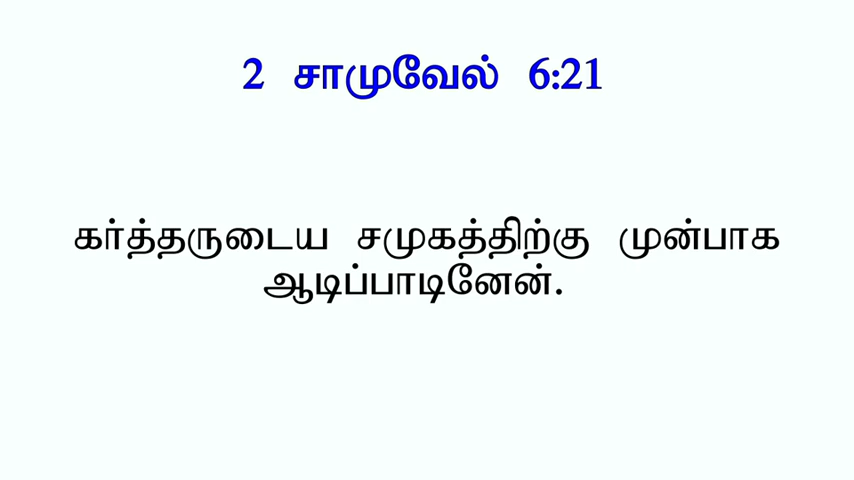 2 சாமுவேல் 6:21
கர்த்தருடைய சமுகத்திற்கு முன்பாக
ஆடிப்பாடினேன்.